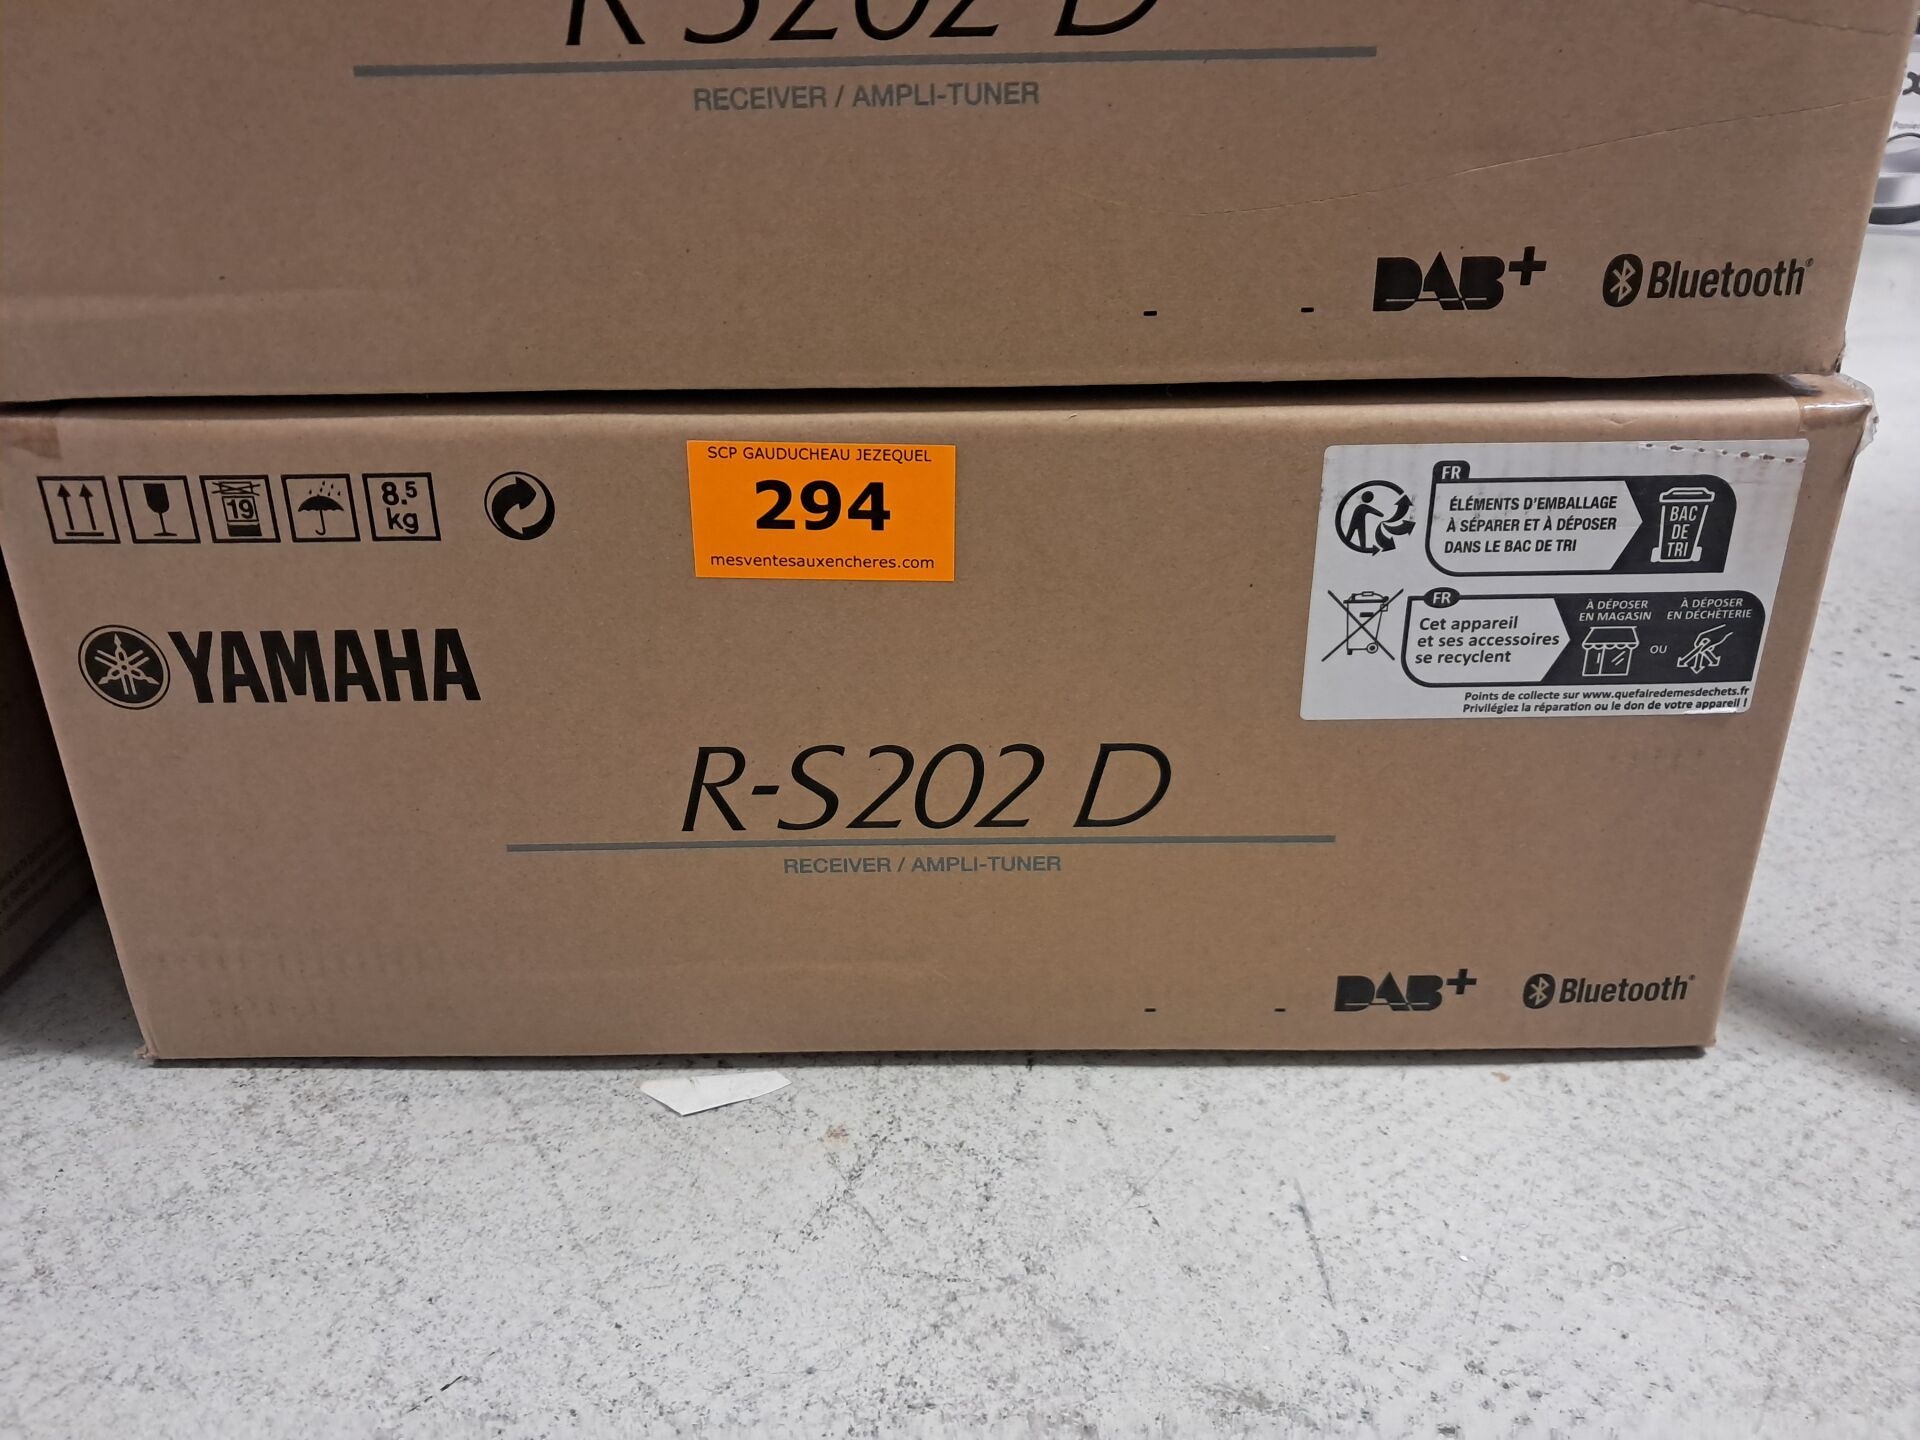 R-S202 D
RECEIVER / AMPLI-TUNER
DAB+
Bluetooth®
SCP GAUDUCHEAU JEZEQUEL
294
mesventesauxencheres.com
19
8.5
kg
FR
ÉLÉMENTS D'EMBALLAGE
À SÉPARER ET À DÉPOSER
DANS LE BAC DE TRI
BAC
DE
TRI
FR
Cet appareil
et ses accessoires
se recyclent
À DÉPOSER
EN MAGASIN
OU
À DÉPOSER
EN DÉCHÈTERIE
Points de collecte sur www.quefairedemesdechets.fr
Privilégiez la réparation ou le don de votre appareil !
YAMAHA
R-S202 D
RECEIVER / AMPLI-TUNER
DAB+
Bluetooth®